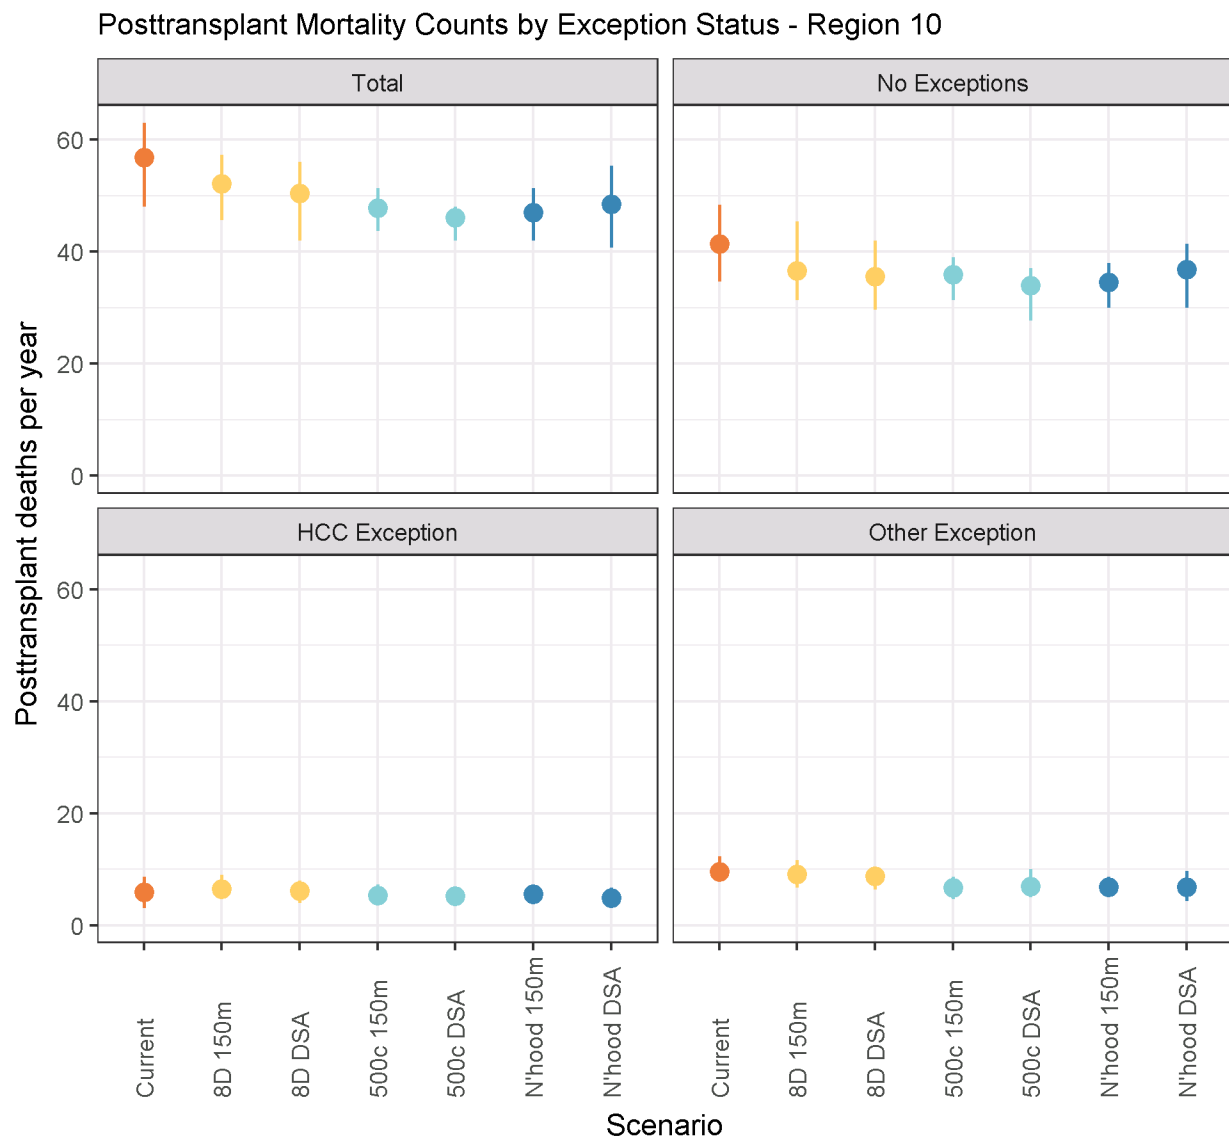 Posttransplant Mortality Counts by Exception Status - Region 10
Total
No Exceptions
60
40
20
0
HCC Exception
Other Exception
60
40
20
0
Posttransplant deaths per year
Current
8D 150m
8D DSA
500c 150m
500c DSA
N'hood 150m
N'hood DSA
Current
8D 150m
8D DSA
500c 150m
500c DSA
N'hood 150m
N'hood DSA
Scenario